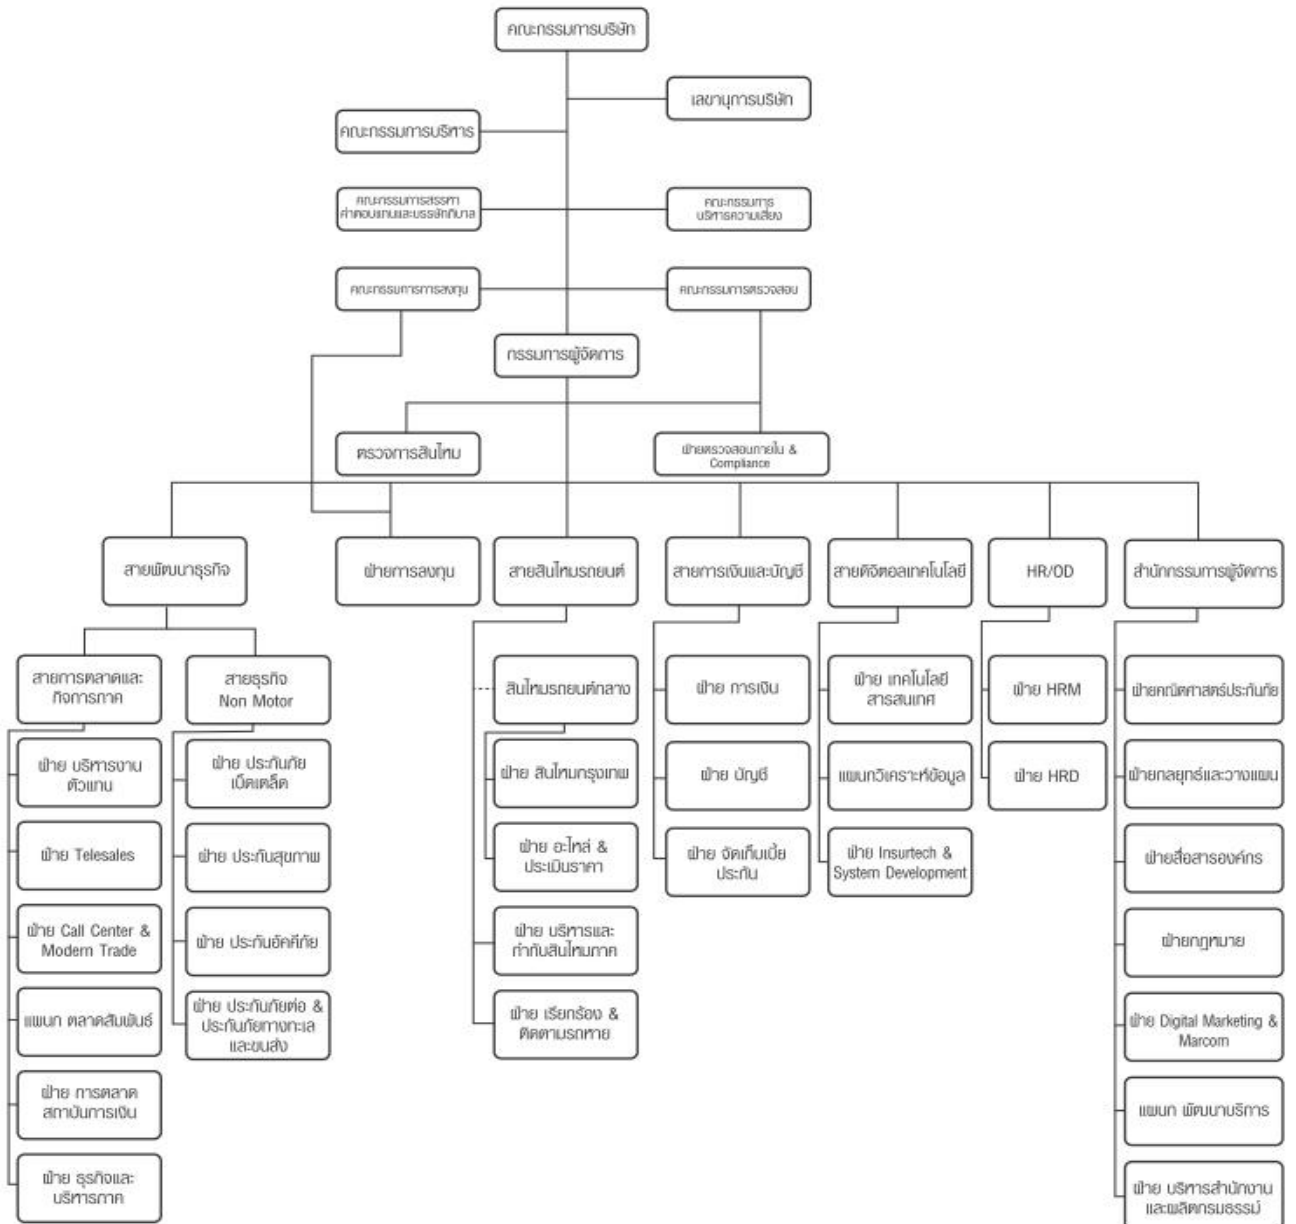 คณะกรรมการบริษัท
เลขานุการบริษัท
คณะกรรมการบริหาร
คณะกรรมการสรรหา
ค่าตอบแทนและบรรษัทภิบาล
คณะกรรมการ
บริหารความเสี่ยง
คณะกรรมการการลงทุน
คณะกรรมการตรวจสอบ
กรรมการผู้จัดการ
ตรวจการสินไหม
ฝ่ายตรวจสอบภายใน &
Compliance
สายพัฒนาธุรกิจ
ฝ่ายการลงทุน
สายสินไหมรถยนต์
สายการเงินและบัญชี
สายดิจิตอลเทคโนโลยี
HR/OD
สำนักกรรมการผู้จัดการ
สายการตลาดและ
กิจการภาค
ฝ่าย บริหารงาน
ตัวแทน
ฝ่าย Telesales
ฝ่าย Call Center &
Modern Trade
แผนก ตลาดสัมพันธ์
ฝ่าย การตลาด
สถาบันการเงิน
ฝ่าย ธุรกิจและ
บริหารภาค
สายธุรกิจ
Non Motor
ฝ่าย ประกันภัย
เบ็ดเตล็ด
ฝ่าย ประกันสุขภาพ
ฝ่าย ประกันอัคคีภัย
ฝ่าย ประกันภัยต่อ &
ประกันภัยทางทะเล
และขนส่ง
สินไหมรถยนต์กลาง
ฝ่าย สินไหมกรุงเทพ
ฝ่าย อะไหล่ &
ประเมินราคา
ฝ่าย บริหารและ
กำกับสินไหมภาค
ฝ่าย เรียกร้อง &
ติดตามรถหาย
ฝ่าย การเงิน
ฝ่าย บัญชี
ฝ่าย จัดเก็บเบี้ย
ประกัน
ฝ่าย เทคโนโลยี
สารสนเทศ
แผนกวิเคราะห์ข้อมูล
ฝ่าย Insurtech &
System Development
ฝ่าย HRM
ฝ่าย HRD
ฝ่ายคณิตศาสตร์ประกันภัย
ฝ่ายกลยุทธ์และวางแผน
ฝ่ายสื่อสารองค์กร
ฝ่ายกฎหมาย
ฝ่าย Digital Marketing &
Marcom
แผนก พัฒนาบริการ
ฝ่าย บริหารสำนักงาน
และผลิตกรมธรรม์